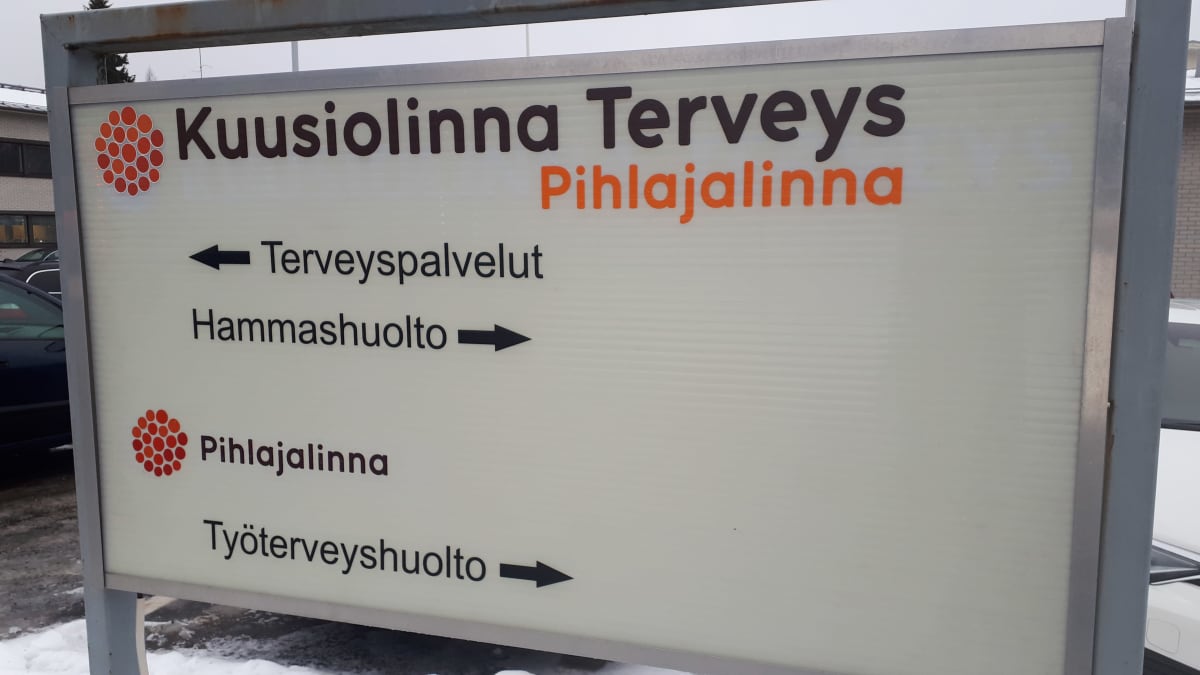 Kuusiolinna Terveys
Pihlajalinna
Terveyspalvelut
Hammashuolto
Pihlajalinna
Työterveyshuolto